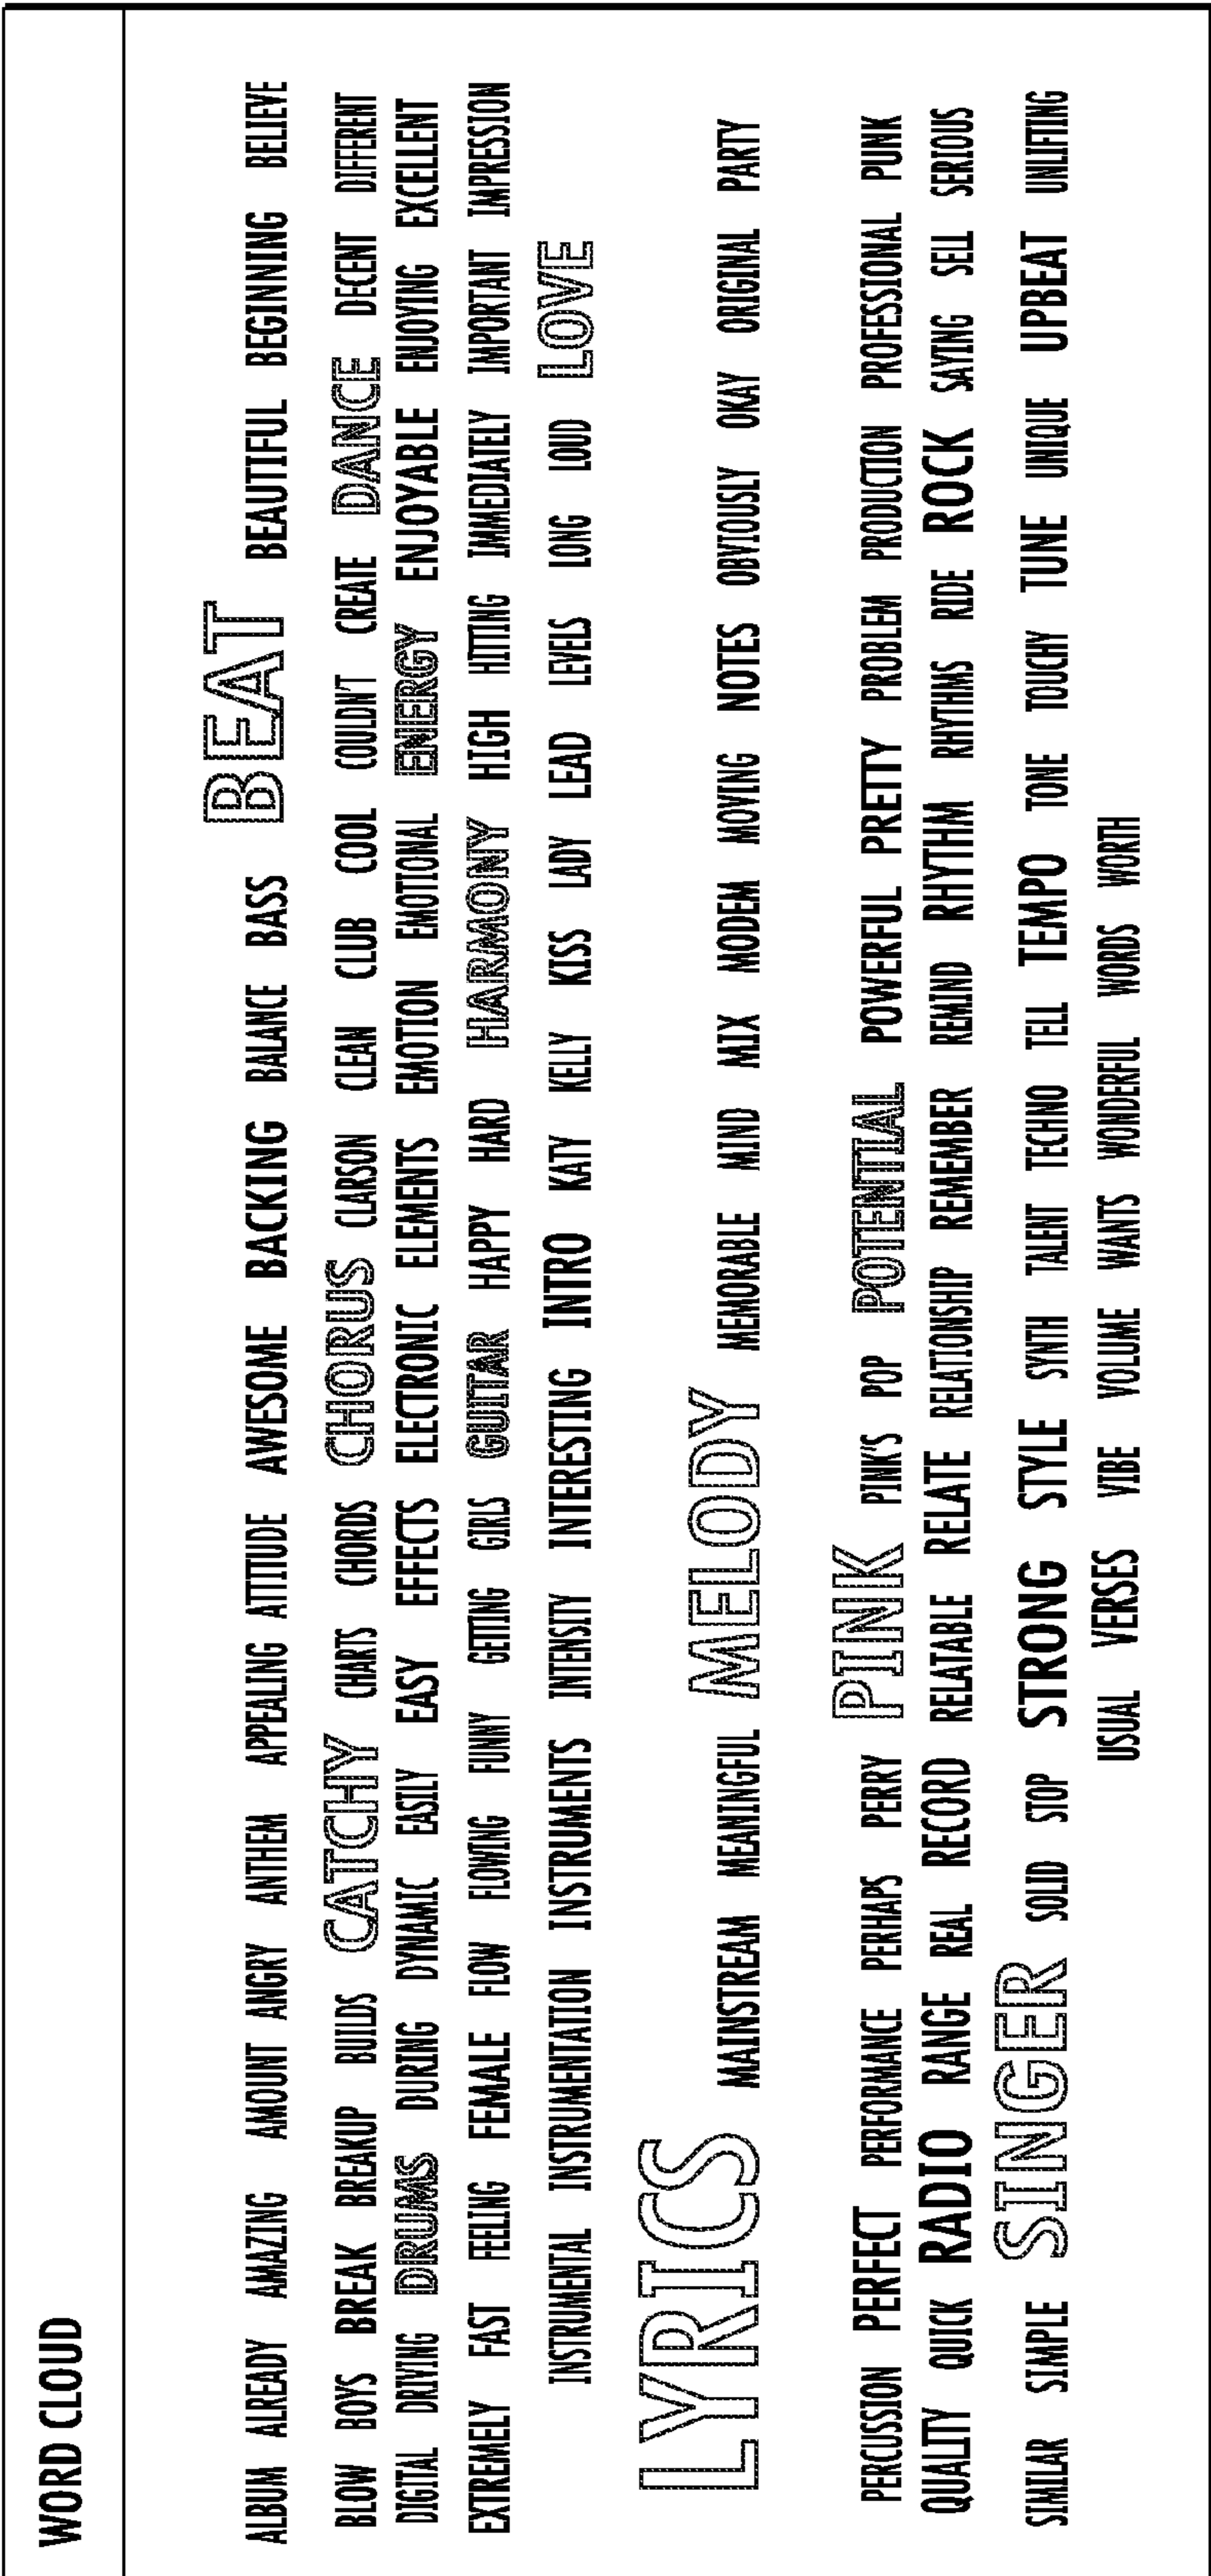 WORD CLOUD
ALBUM ALREADY AMAZING AMOUNT ANGRY ANTHEM APPEALING ATTITUDE AWESOME BACKING BALANCE BASS BEAT BEAUTIFUL BEGINNING BELIEVE
BLOW BOYS BREAK BREAKUP BUILDS CATCHY CHARTS CHORDS CHORUS CLARSON CLEAN CLUB COOL COULDN'T CREATE DANCE DECENT DIFFERENT
DIGITAL DRIVING DRUMS DURING DYNAMIC EASILY EASY EFFECTS ELECTRONIC ELEMENTS EMOTION EMOTIONAL ENERGY ENJOYABLE ENJOYING EXCELLENT
EXTREMELY FAST FEELING FEMALE FLOW FLOWING FUNNY GETTING GIRLS GUITAR HAPPY HARD HARMONY HIGH HITTING IMMEDIATELY IMPORTANT IMPRESSION
INSTRUMENTAL INSTRUMENTATION INSTRUMENTS INTENSITY INTERESTING INTRO KATY KELLY KISS LADY LEAD LEVELS LONG LOUD LOVE
LYRICS MAINSTREAM MEANINGFUL MELODY MEMORABLE MIND MIX MODEM MOVING NOTES OBVIOUSLY OKAY ORIGINAL PARTY
PERCUSSION PERFECT PERFORMANCE PERHAPS PERRY PINK PINK'S POP POTENTIAL POWERFUL PRETTY PROBLEM PRODUCTION PROFESSIONAL PUNK
QUALITY QUICK RADIO RANGE REAL RECORD RELATABLE RELATE RELATIONSHIP REMEMBER REMIND RHYTHM RHYTHMS RIDE ROCK SAYING SELL SERIOUS
SIMILAR SIMPLE SINGER SOLID STOP STRONG STYLE SYNTH TALENT TECHNO TELL TEMPO TONE TOUCHY TUNE UNIQUE UPBEAT UNLIFTING
USUAL VERSES VIBE VOLUME WANTS WONDERFUL WORDS WORTH